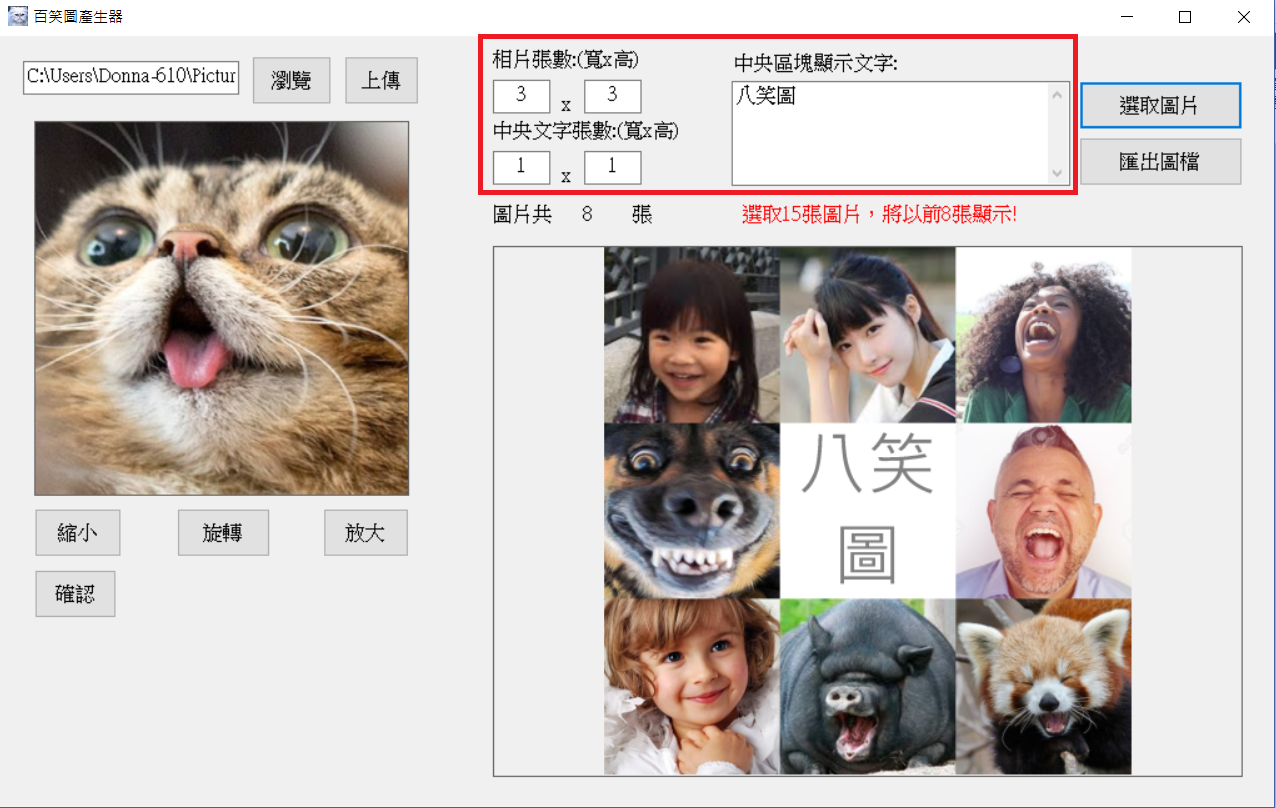 百笑圖產生器
C:\Users\Donna-610\Pictur
瀏覽
上傳
縮小
旋轉
放大
確認
相片張數:(寬x高)
3 x 3
中央文字張數:(寬x高)
1 x 1
中央區塊顯示文字:
八笑圖
選取圖片
匯出圖檔
圖片共 8 張
選取15張圖片，將以前8張顯示!
八笑
圖